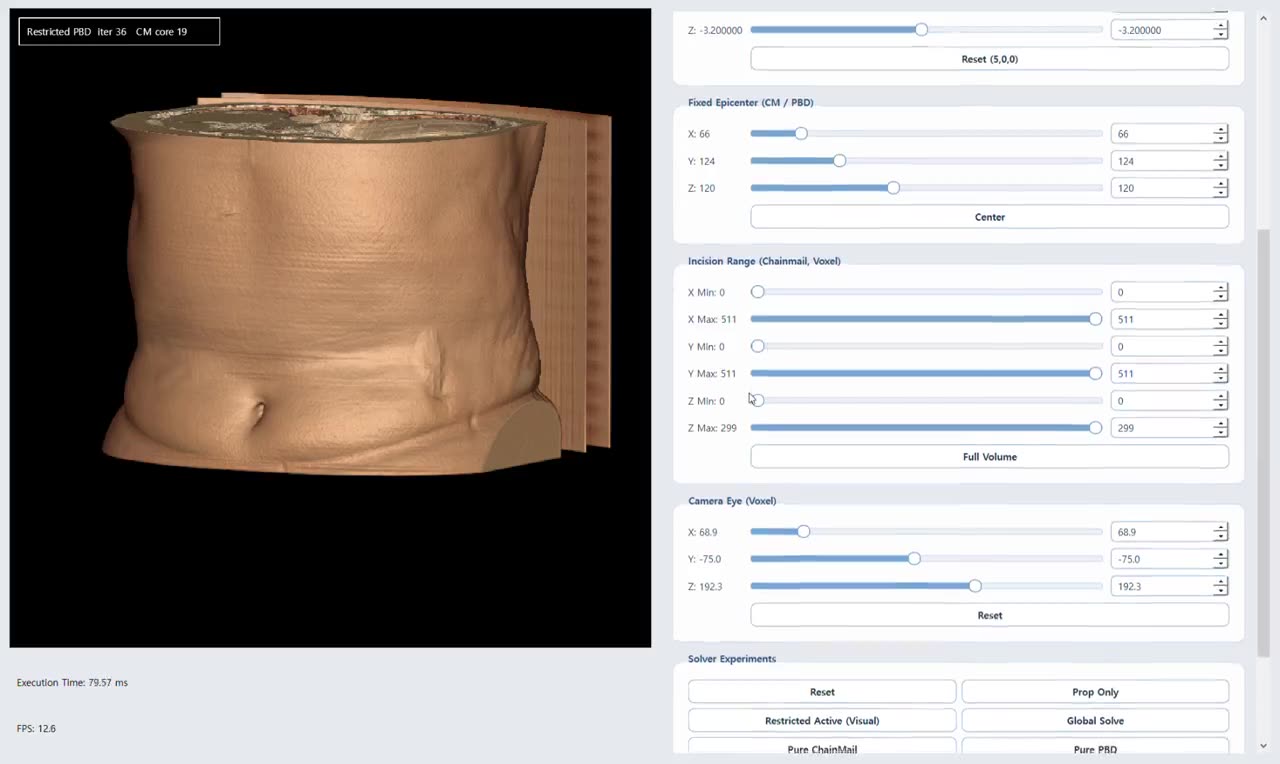 Restricted PBD iter 36 CM core 19
Z: -3.200000 -3.200000
Reset (5,0,0)
Fixed Epicenter (CM / PBD)
X: 66 66
Y: 124 124
Z: 120 120
Center
Incision Range (Chainmail, Voxel)
X Min: 0 0
X Max: 511 511
Y Min: 0 0
Y Max: 511 511
Z Min: 0 0
Z Max: 299 299
Full Volume
Camera Eye (Voxel)
X: 68.9 68.9
Y: -75.0 -75.0
Z: 192.3 192.3
Reset
Solver Experiments
Reset Prop Only
Restricted Active (Visual) Global Solve
Pure ChainMail Pure PBD
Execution Time: 79.57 ms
FPS: 12.6